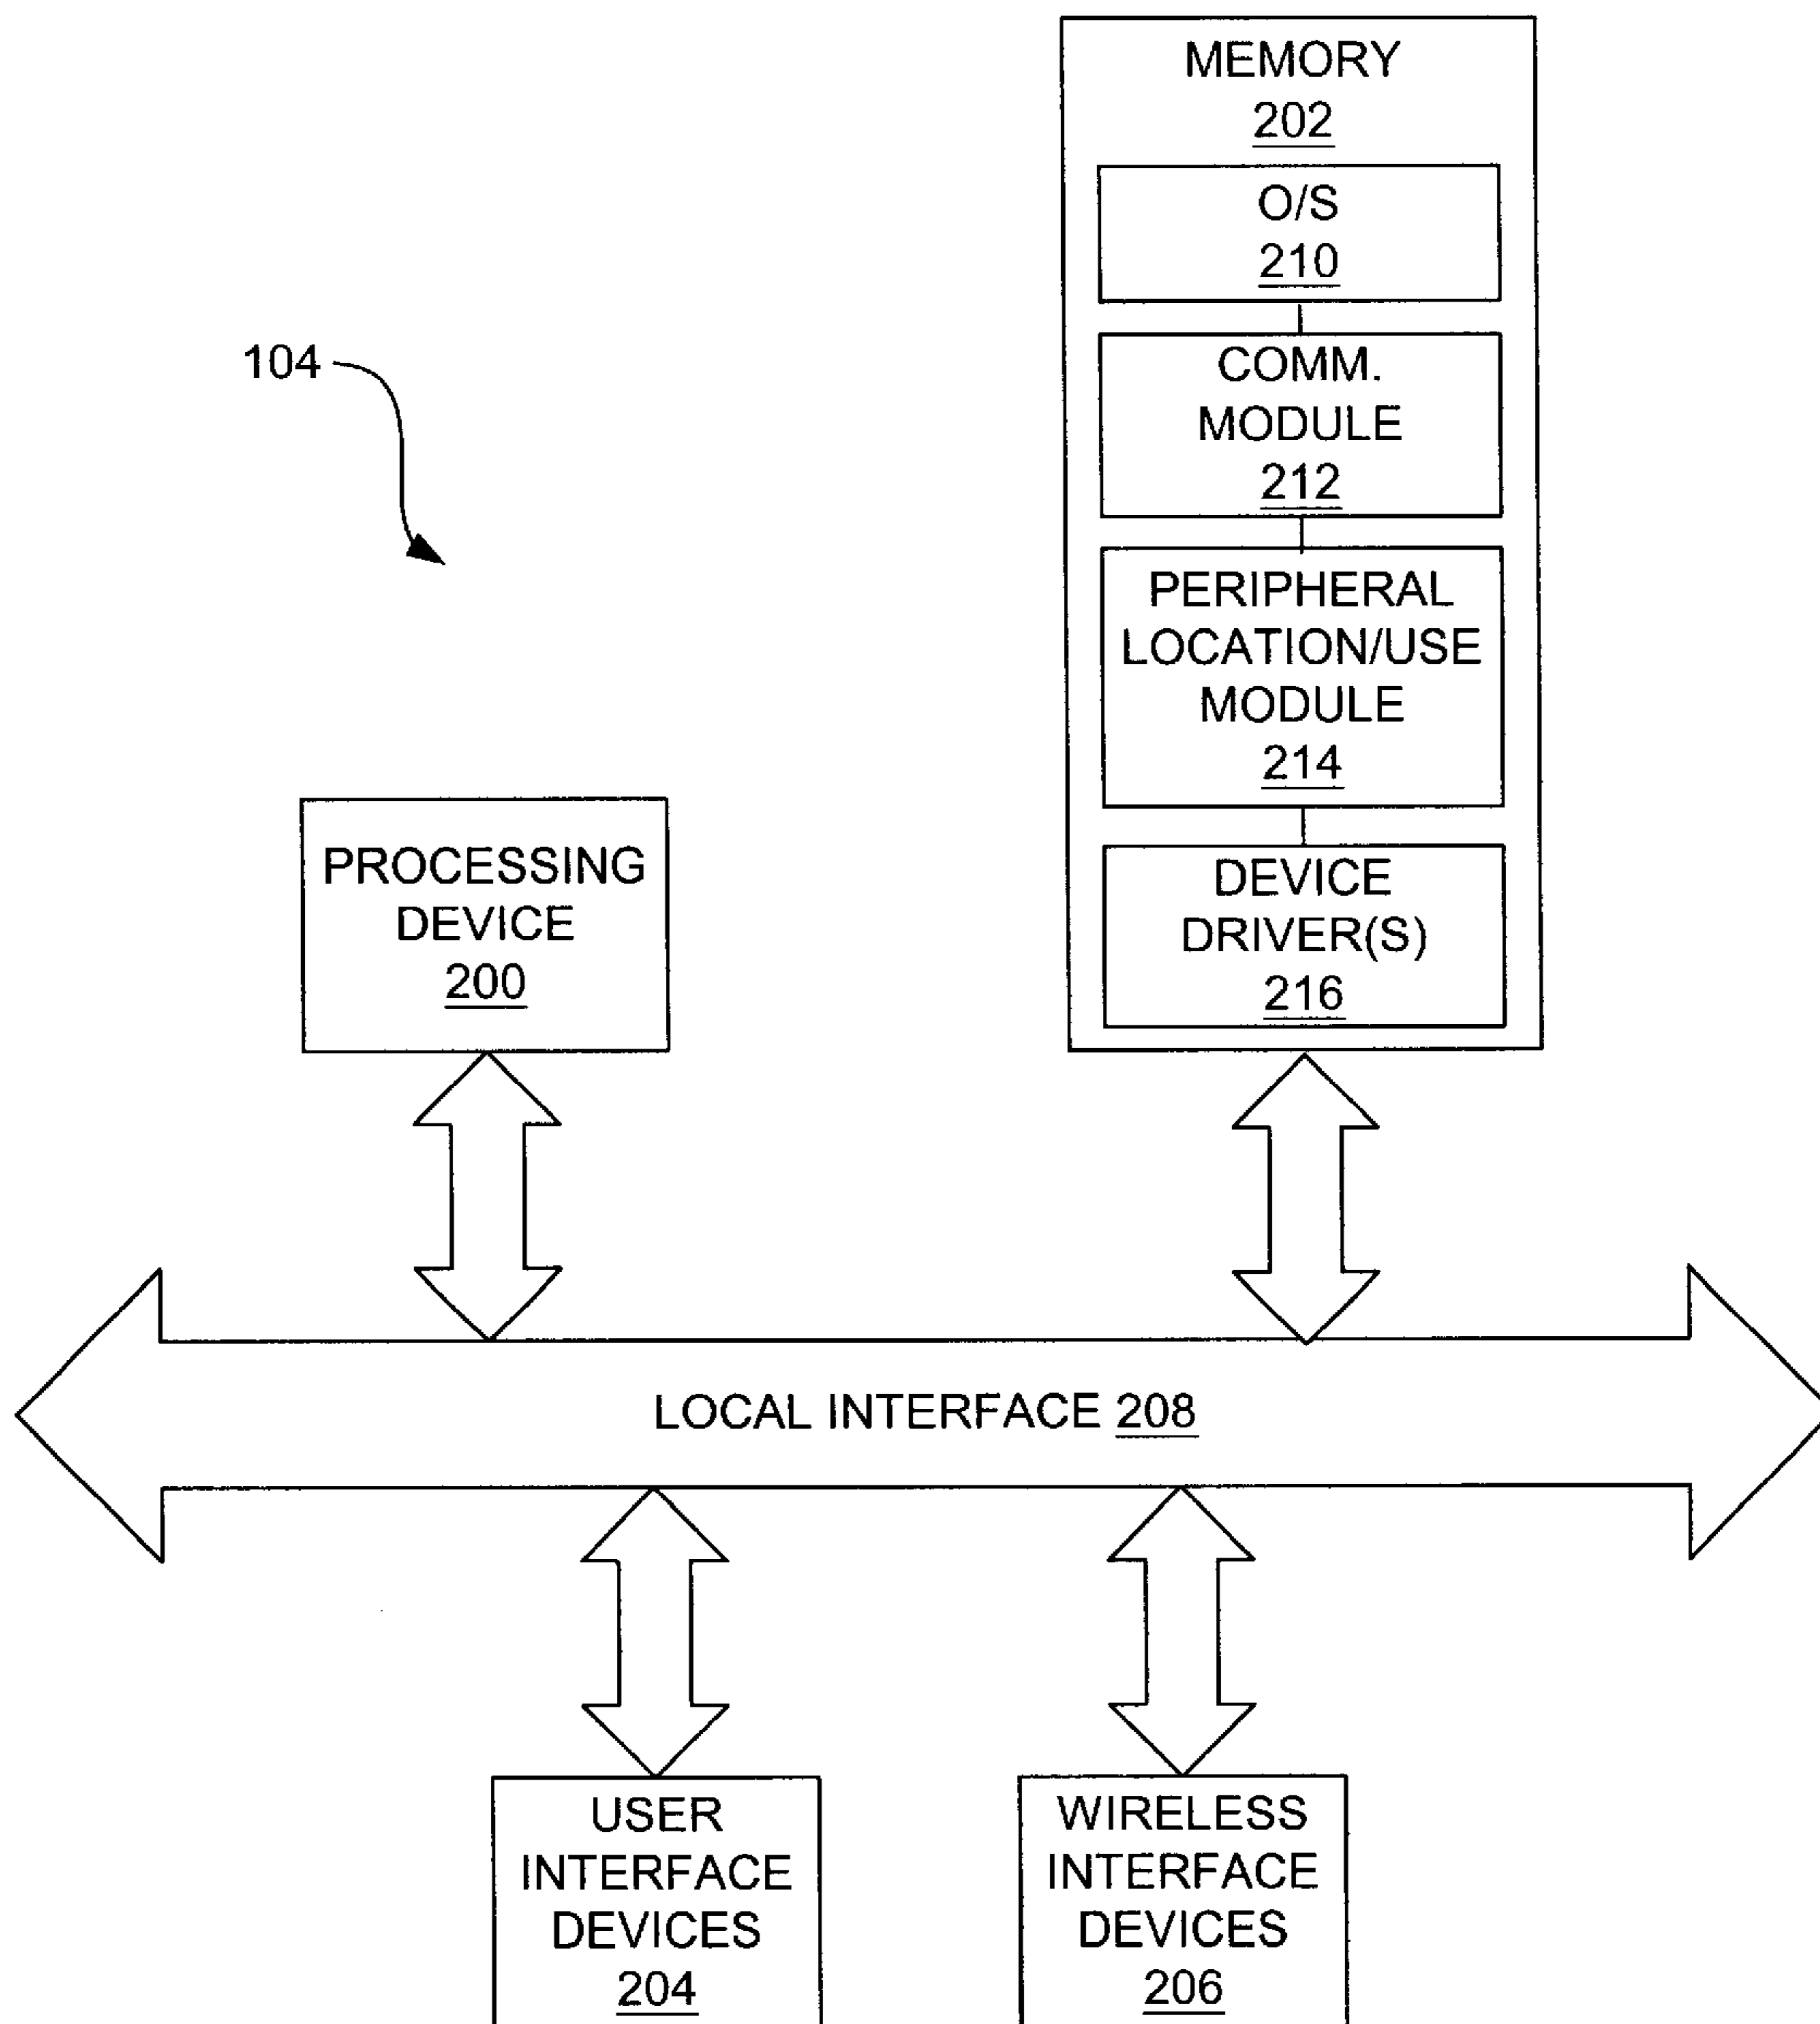 MEMORY
202
O/S
210
COMM.
MODULE
212
PERIPHERAL
LOCATION/USE
MODULE
214
DEVICE
DRIVER(S)
216
104
PROCESSING
DEVICE
200
LOCAL INTERFACE 208
USER
INTERFACE
DEVICES
204
WIRELESS
INTERFACE
DEVICES
206